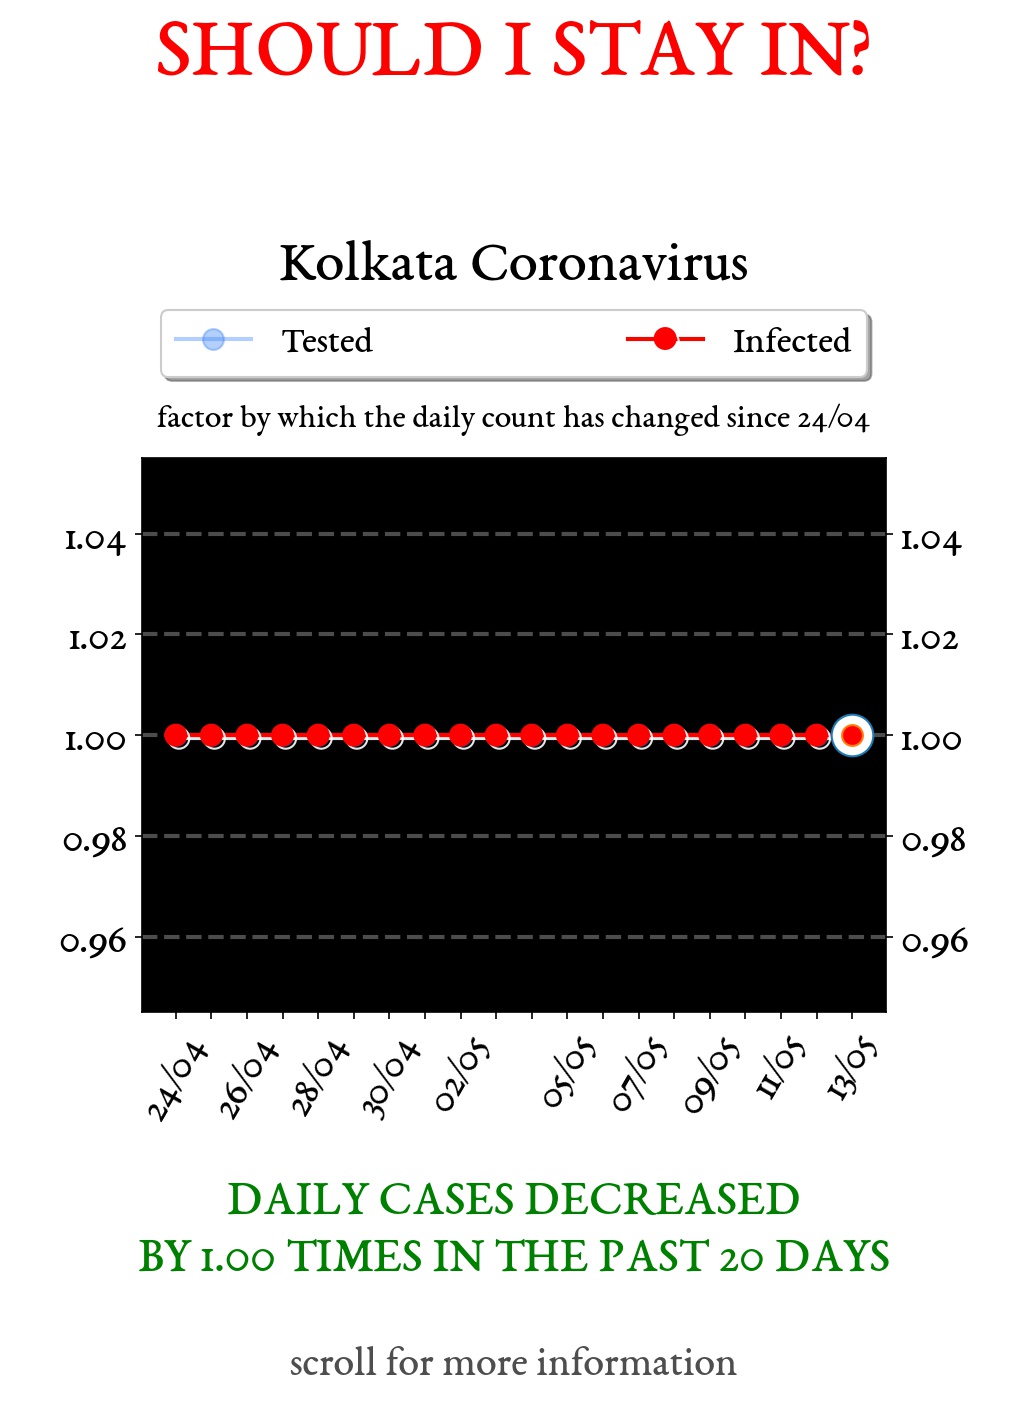 SHOULD I STAY IN?
Kolkata Coronavirus
Tested Infected
factor by which the daily count has changed since 24/04
1.04 1.04
1.02 1.02
1.00 1.00
0.98 0.98
0.96 0.96
24/04 26/04 28/04 30/04 02/05 05/05 07/05 09/05 11/05 13/05
DAILY CASES DECREASED
BY 1.00 TIMES IN THE PAST 20 DAYS
scroll for more information